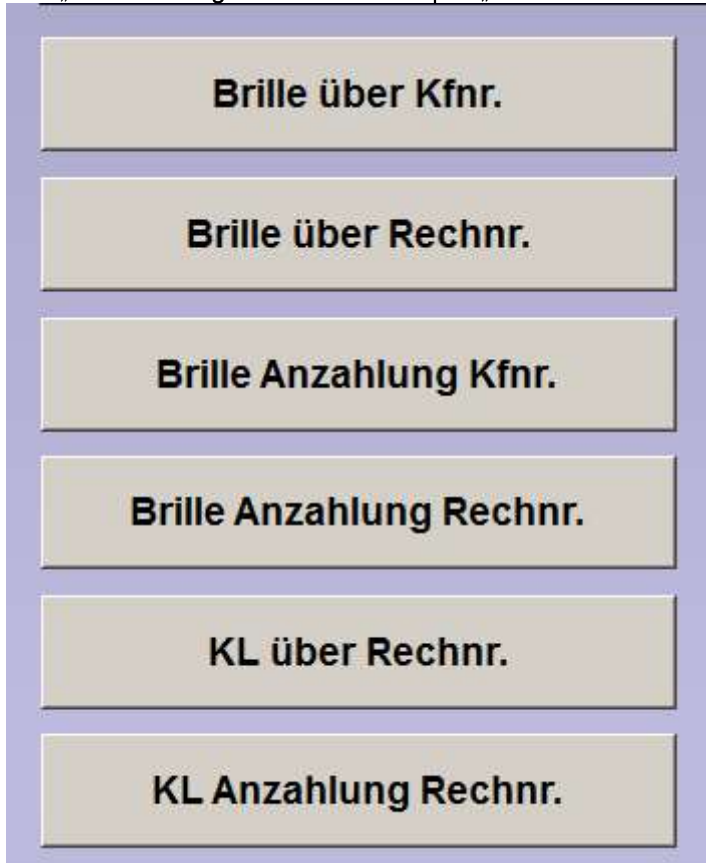 Brille über Kfnr.
Brille über Rechnr.
Brille Anzahlung Kfnr.
Brille Anzahlung Rechnr.
KL über Rechnr.
KL Anzahlung Rechnr.